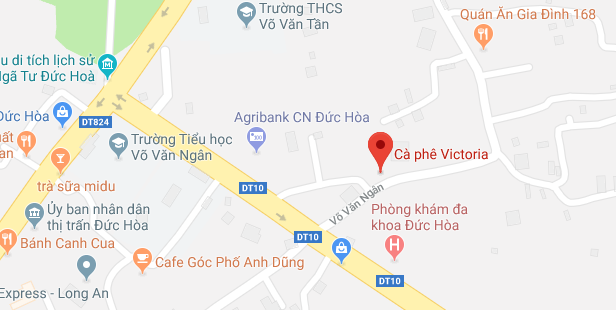 Trường THCS
Võ Văn Tần
Quán Ăn Gia Đình 168
u di tích lịch sử
Ngã Tư Đức Hoà
Đức Hòa
DT824
Agribank CN Đức Hòa
Trường Tiểu học
Võ Văn Ngân
Cà phê Victoria
trà sữa midu
DT10
Võ Văn Ngân
Ủy ban nhân dân
thị trấn Đức Hòa
Phòng khám đa
khoa Đức Hòa
DT10
Bánh Canh Cua
Cafe Góc Phố Anh Dũng
DT10
Express - Long An